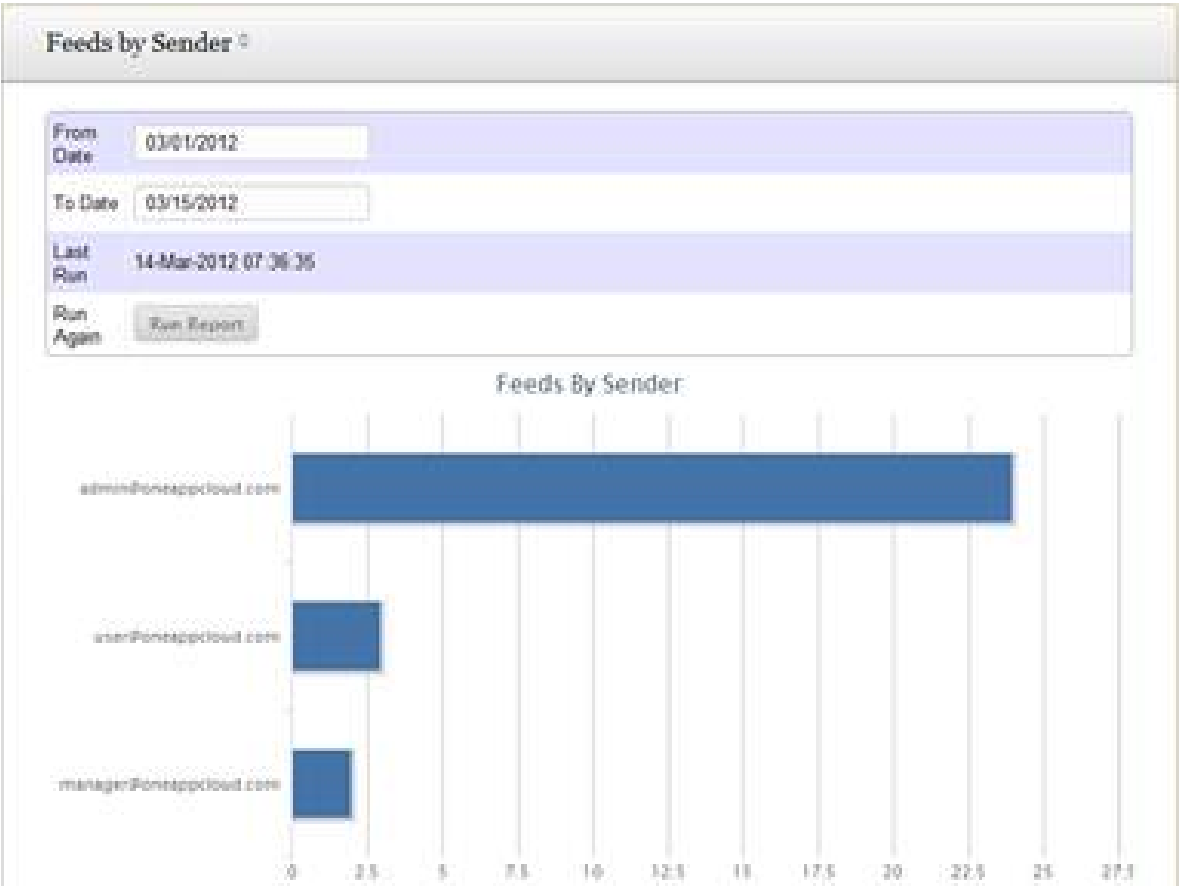 Feeds by Sender
From
Date
03/01/2012
To Date
03/15/2012
Last
Run
14-Mar-2012 07:36:35
Run
Again
Run Report
Feeds By Sender
admin@oneappcloud.com
user@oneappcloud.com
manager@oneappcloud.com
0 2.5 5 7.5 10 12.5 15 17.5 20 22.5 25 27.5